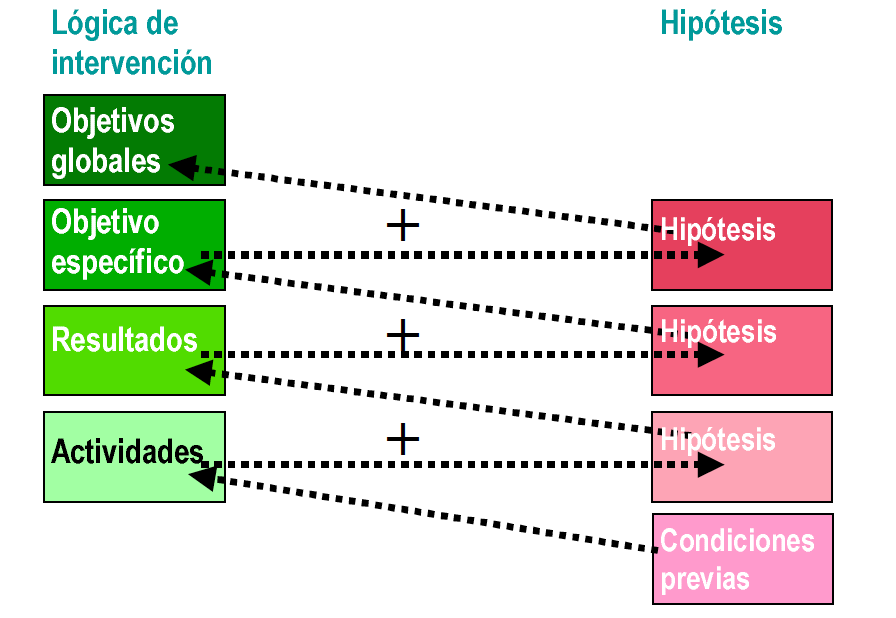 Lógica de
intervención
Hipótesis
Objetivos
globales
Objetivo
específico
+
Hipótesis
Resultados
+
Hipótesis
Actividades
+
Hipótesis
Condiciones
previas